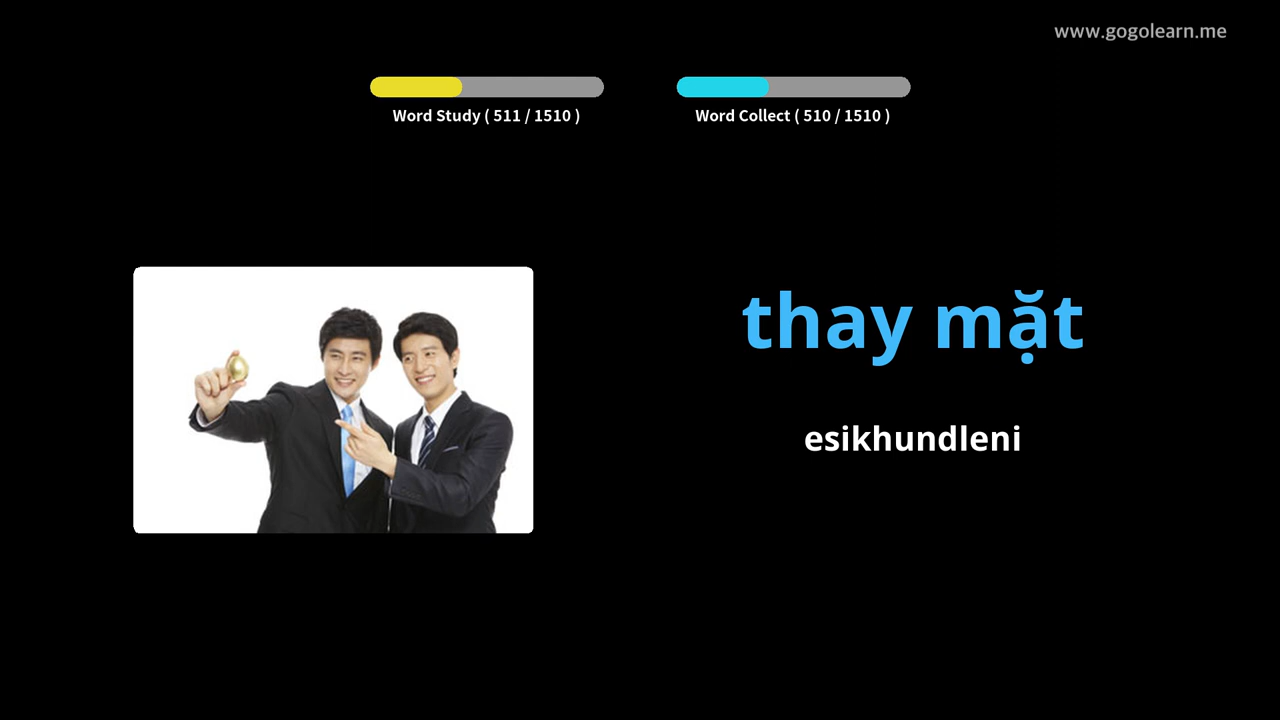 www.gogolearn.me
Word Study ( 511 / 1510 )
Word Collect ( 510 / 1510 )
thay mặt
esikhundleni